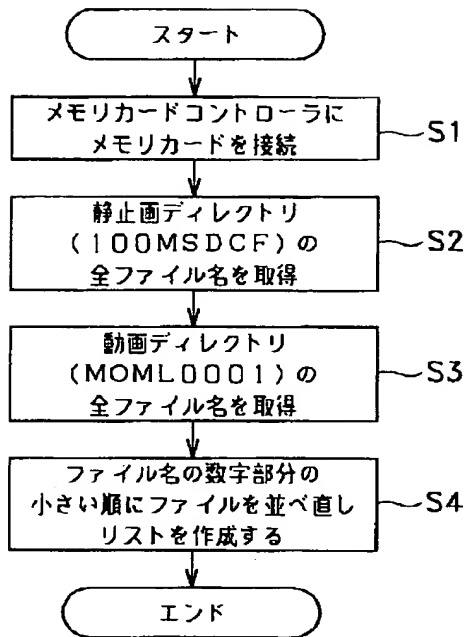 スタート
メモリカードコントローラに
メモリカードを接続
S1
静止画ディレクトリ
(100MSDCF)の
全ファイル名を取得
S2
動画ディレクトリ
(MOML0001)の
全ファイル名を取得
S3
ファイル名の数字部分の
小さい順にファイルを並べ直し
リストを作成する
S4
エンド